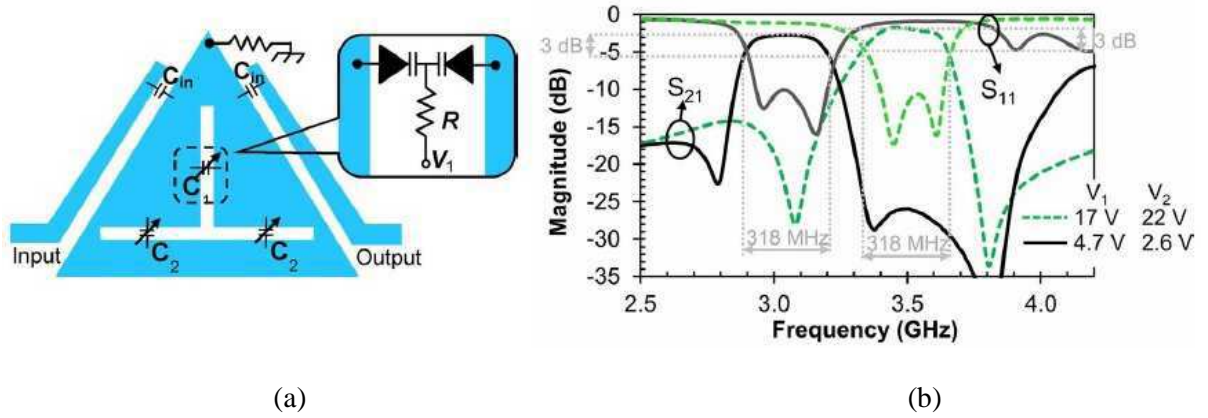 C_in
C_in
C_1
R
V_1
C_2
C_2
Input
Output
(a)
Magnitude (dB)
0
-5
-10
-15
-20
-25
-30
-35
3 dB
3 dB
S_21
S_11
318 MHz
318 MHz
V_1 V_2
17 V 22 V
4.7 V 2.6 V
2.5 3.0 3.5 4.0
Frequency (GHz)
(b)